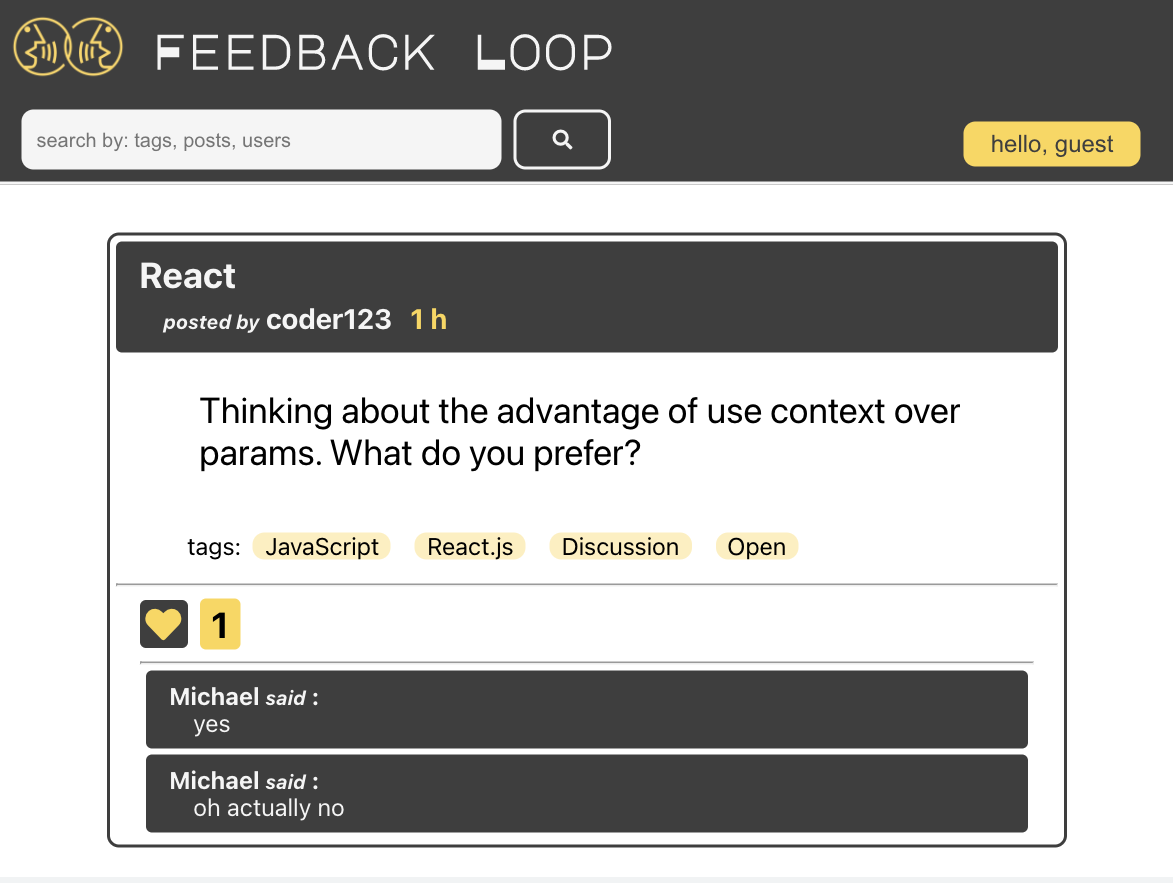 FEEDBACK LOOP
search by: tags, posts, users
hello, guest
React
posted by coder123 1 h
Thinking about the advantage of use context over
params. What do you prefer?
tags: JavaScript React.js Discussion Open
1
Michael said :
yes
Michael said :
oh actually no